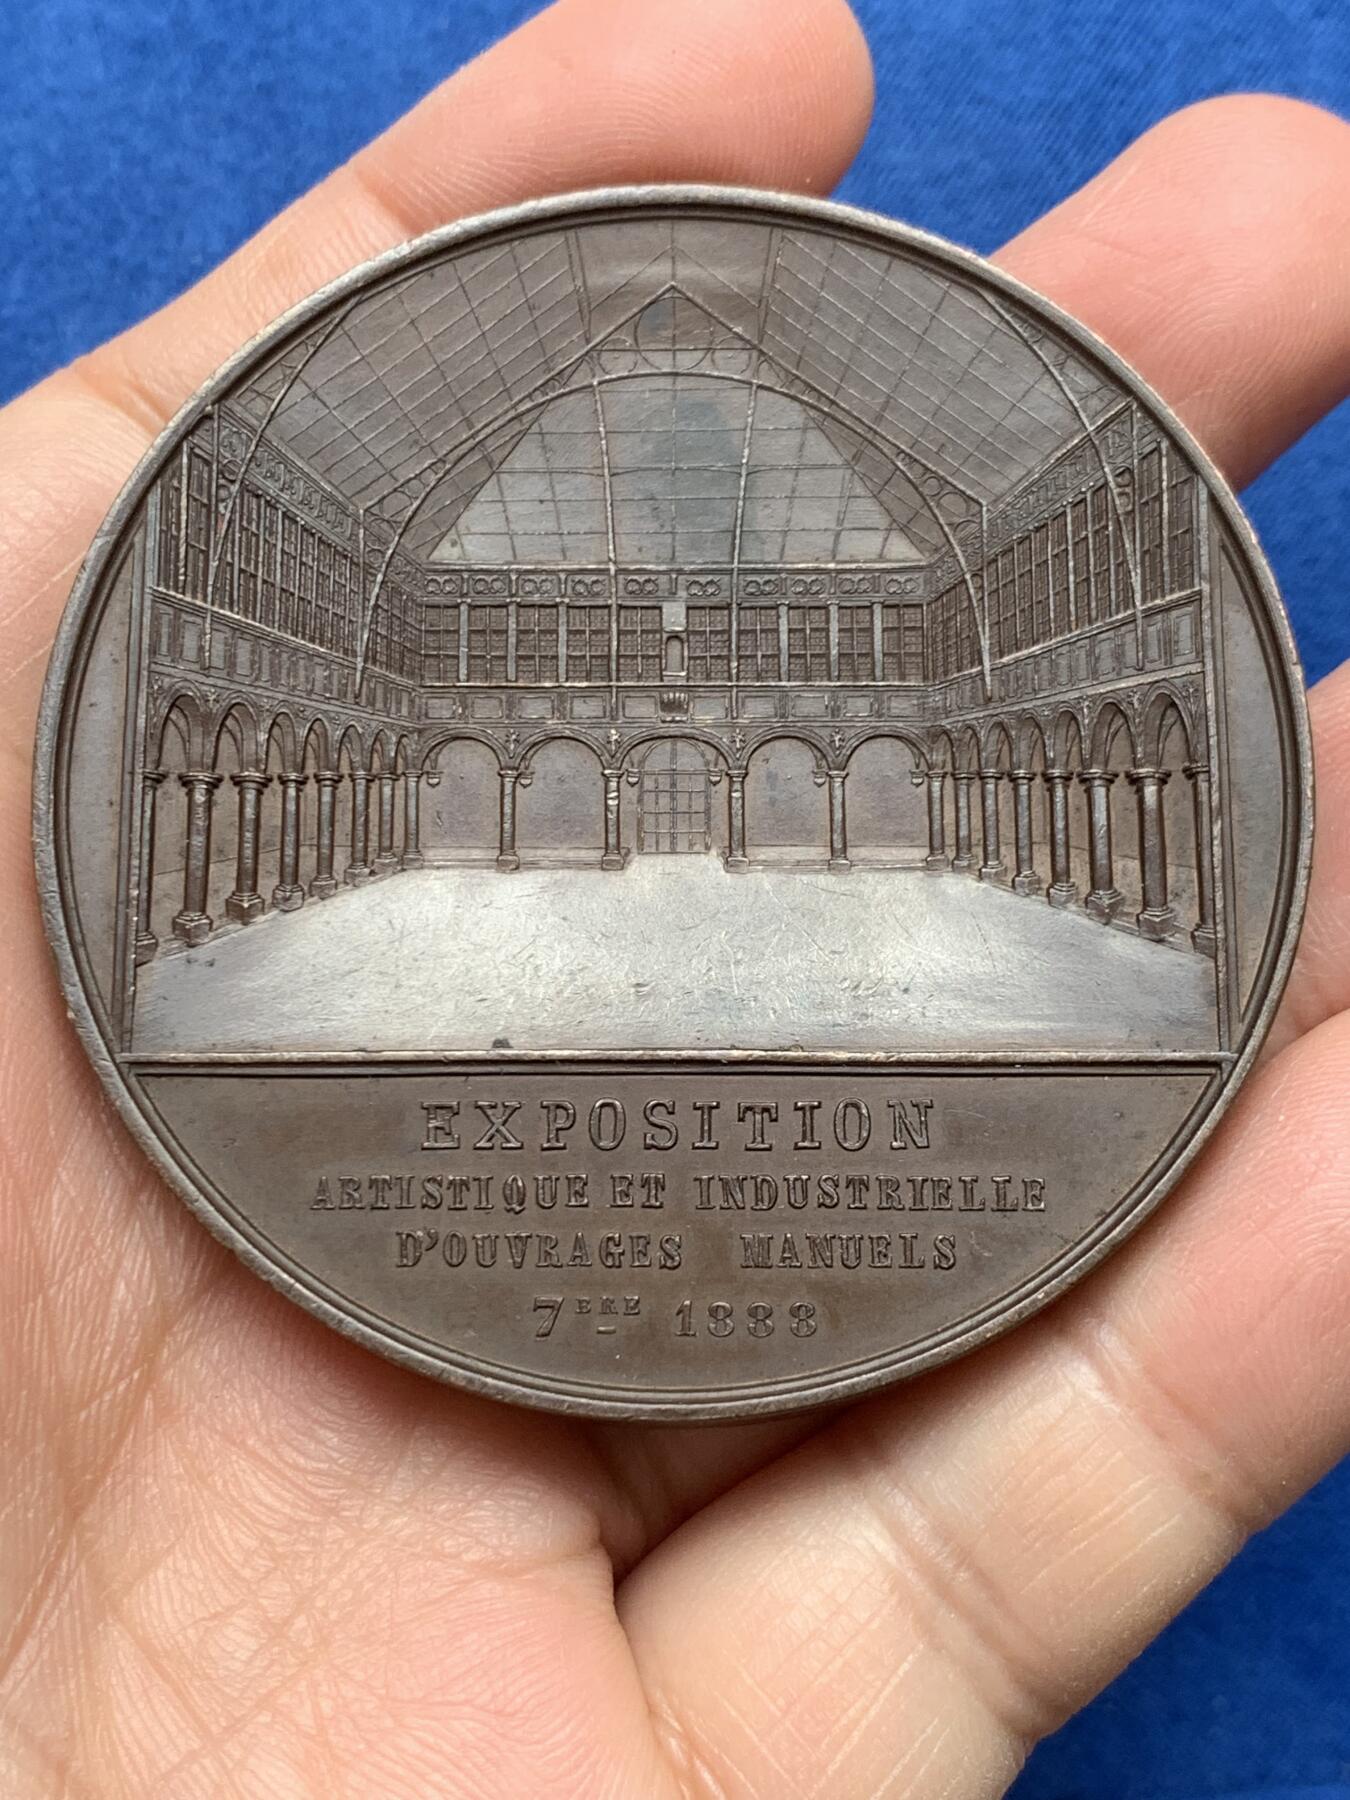 EXPOSITION
ARTISTIQUE ET INDUSTRIELLE
D'OUVRAGES MANUELS
7BRE 1888